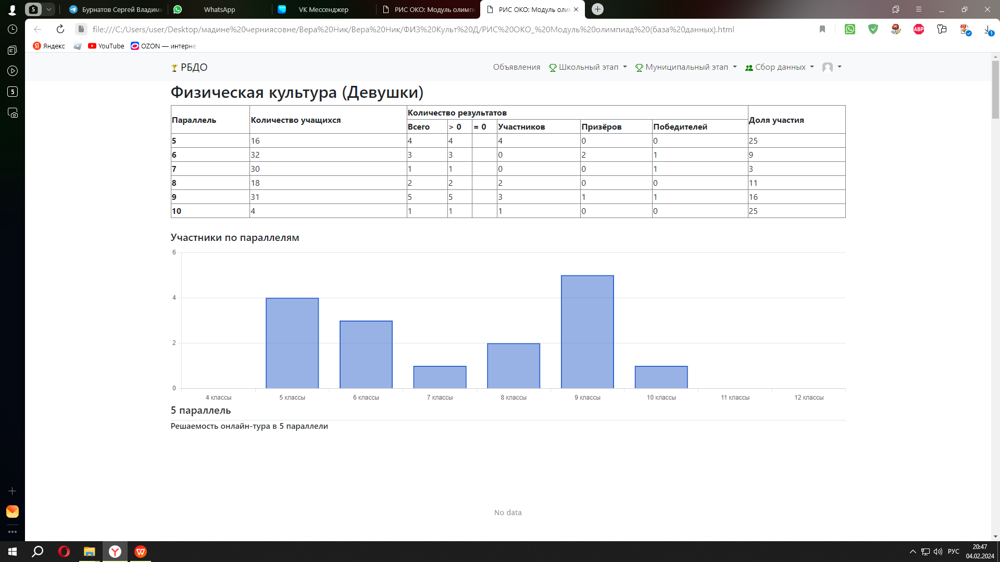 5 Бурнатов Сергей Владими WhatsApp VK Мессенджер РИС ОКО: Модуль олимп РИС ОКО: Модуль оли
file:///C:/Users/user/Desktop/мадине%20черниясовне/Вера%20Ник/Вера%20Ник/ФИЗ%20Культ%20Д/РИС%20ОКО_%20Модуль%20олимпиад%20(база%20данных).html ABP 1
Я Яндекс YouTube OZON — интерне
5
РБДО Объявления Школьный этап Муниципальный этап Сбор данных
Физическая культура (Девушки)
Параллель Количество учащихся Количество результатов Доля участия
Всего > 0 = 0 Участников Призёров Победителей
5 16 4 4 4 0 0 25
6 32 3 3 0 2 1 9
7 30 1 1 0 0 1 3
8 18 2 2 2 0 0 11
9 31 5 5 3 1 1 16
10 4 1 1 1 0 0 25
Участники по параллелям
6
4
2
0
4 классы 5 классы 6 классы 7 классы 8 классы 9 классы 10 классы 11 классы 12 классы
5 параллель
Решаемость онлайн-тура в 5 параллели
No data
РУС 20:47
04.02.2024